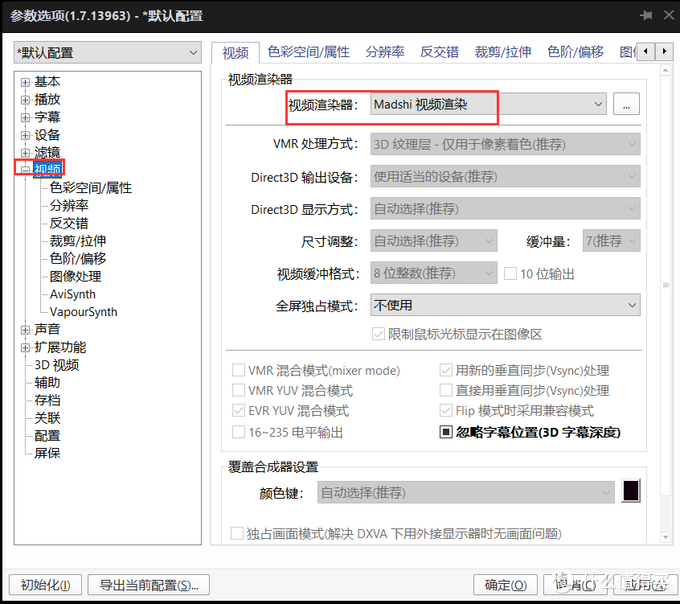 参数选项(1.7.13963) - *默认配置
*默认配置
基本
播放
字幕
设备
滤镜
视频
色彩空间/属性
分辨率
反交错
裁剪/拉伸
色阶/偏移
图像处理
AviSynth
VapourSynth
声音
扩展功能
3D 视频
辅助
存档
关联
配置
屏保
视频 色彩空间/属性 分辨率 反交错 裁剪/拉伸 色阶/偏移
视频渲染器
视频渲染器： Madshi 视频渲染 ...
VMR 处理方式： 3D 纹理层 - 仅用于像素着色(推荐)
Direct3D 输出设备： 使用适当的设备(推荐)
Direct3D 显示方式： 自动选择(推荐)
尺寸调整： 自动选择(推荐) 缓冲量： 7(推荐
视频缓冲格式： 8 位整数(推荐) 10 位输出
全屏独占模式： 不使用
限制鼠标光标显示在图像区
VMR 混合模式(mixer mode) 用新的垂直同步(Vsync)处理
VMR YUV 混合模式 直接用垂直同步(Vsync)处理
EVR YUV 混合模式 Flip 模式时采用兼容模式
16~235 电平输出 忽略字幕位置(3D 字幕深度)
覆盖合成器设置
颜色键： 自动选择(推荐)
独占画面模式(解决 DXVA 下用外接显示器时无画面问题)
初始化(I) 导出当前配置(S)... 确定(O)